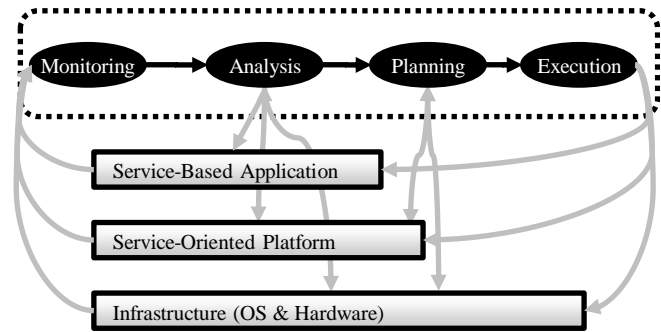 Monitoring Analysis Planning Execution
Service-Based Application
Service-Oriented Platform
Infrastructure (OS & Hardware)